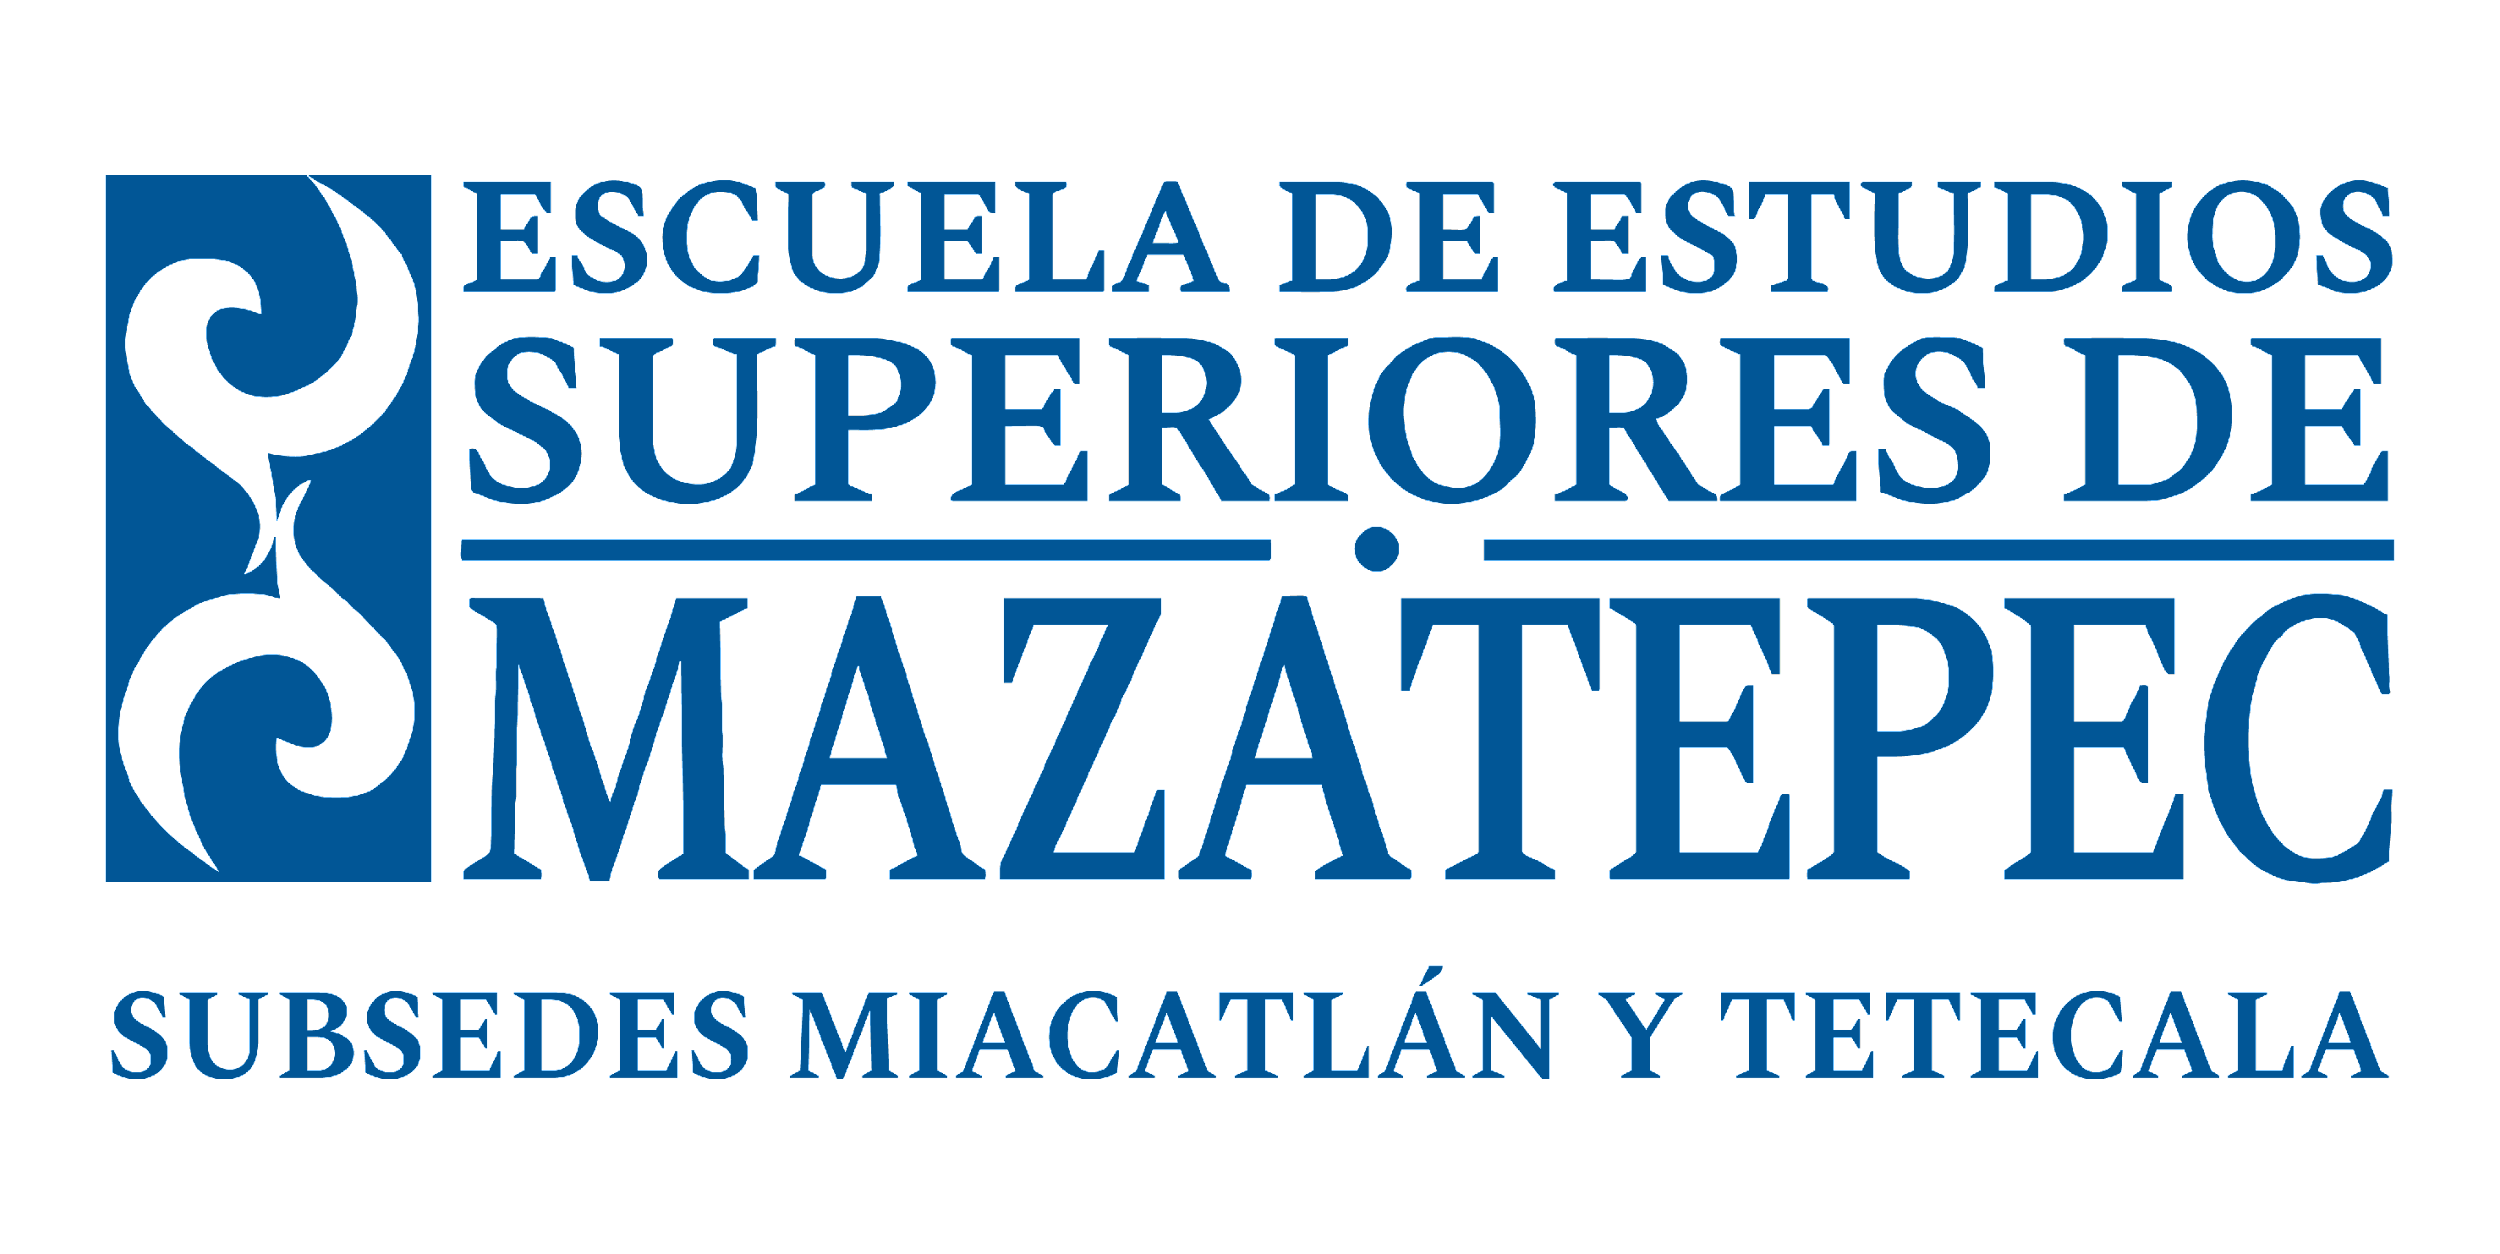 ESCUELA DE ESTUDIOS
SUPERIORES DE
MAZATEPEC
SUBSEDES MIACATLÁN Y TETECALA